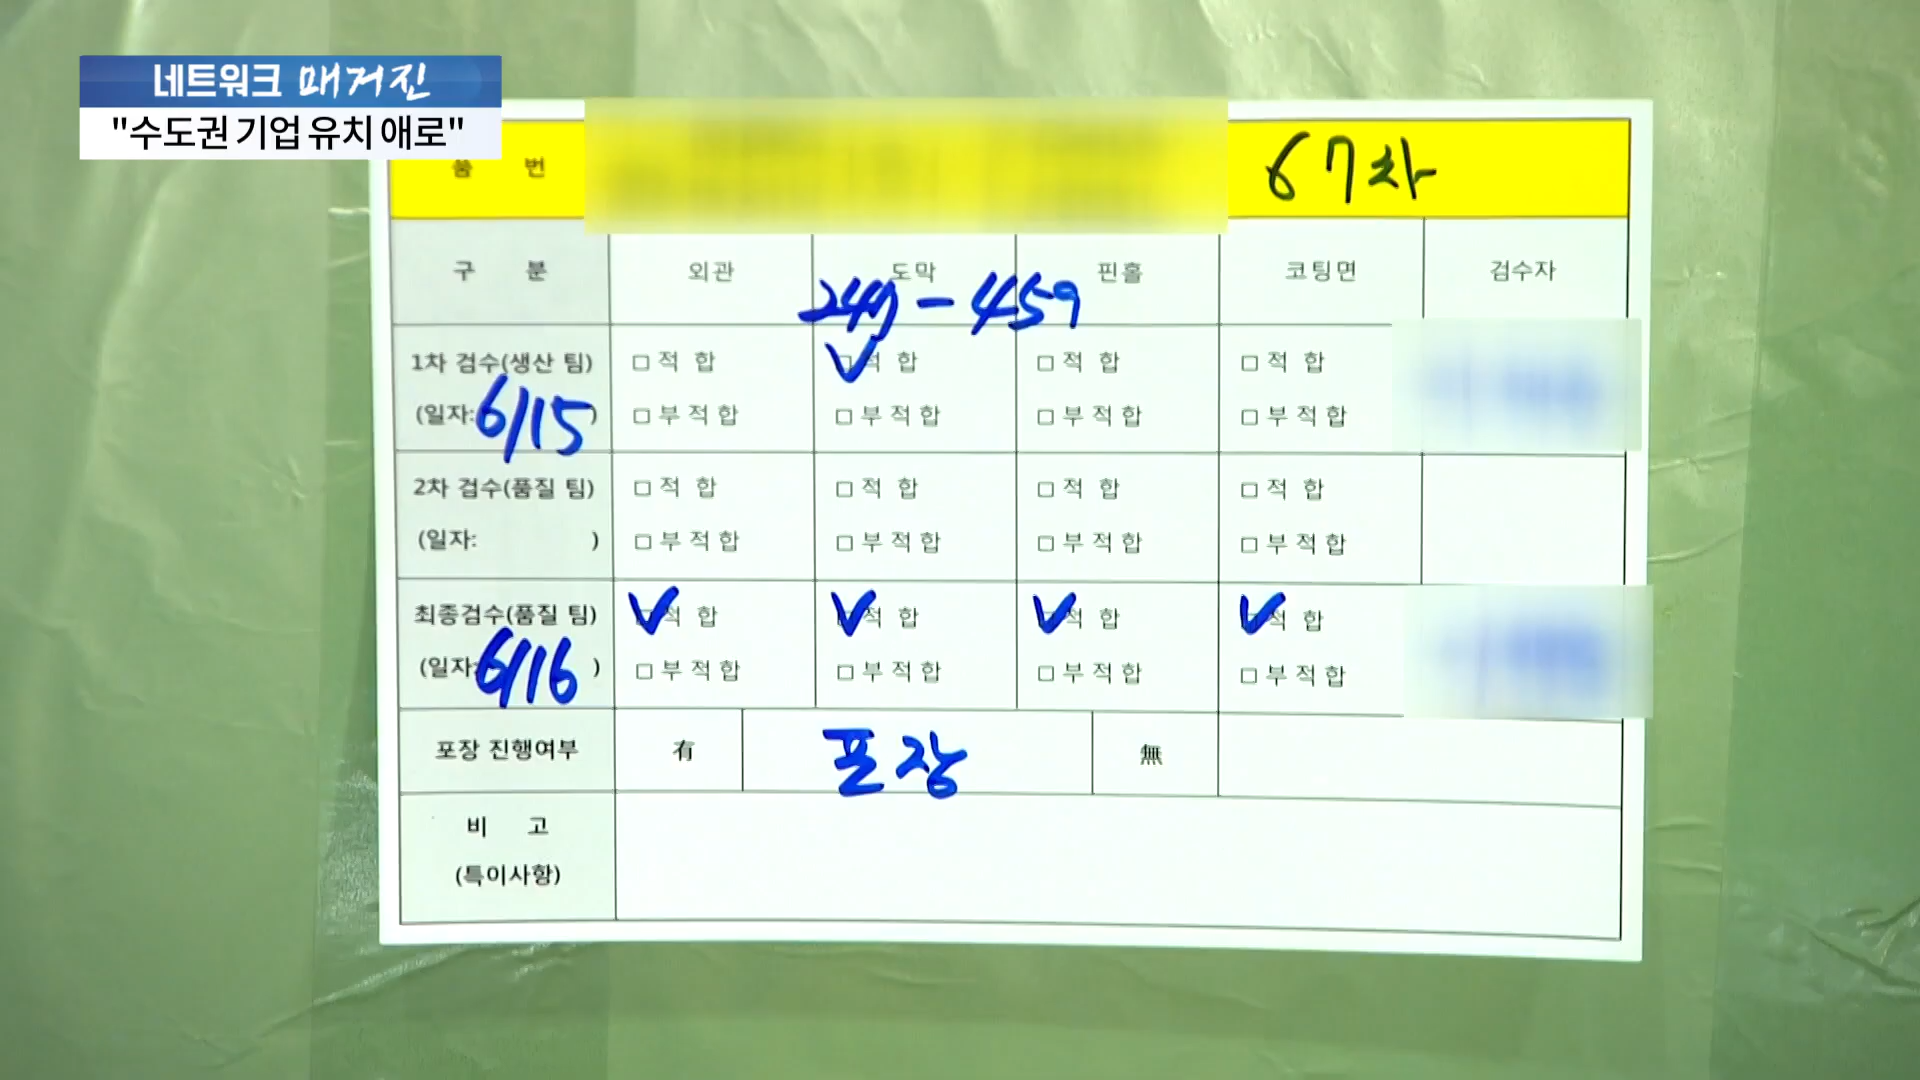 네트워크 매거진
"수도권 기업 유치 애로"
품 번 67차
구 분 외관 도막 핀홀 코팅면 검수자
249-459
1차 검수(생산 팀) □적 합 □적 합 □적 합 □적 합
(일자:6/15) □부적합 □부적합 □부적합 □부적합
2차 검수(품질 팀) □적 합 □적 합 □적 합 □적 합
(일자: ) □부적합 □부적합 □부적합 □부적합
최종검수(품질 팀) □적 합 □적 합 □적 합 □적 합
(일자:6/16) □부적합 □부적합 □부적합 □부적합
포장 진행여부 有 포장 無
비 고
(특이사항)